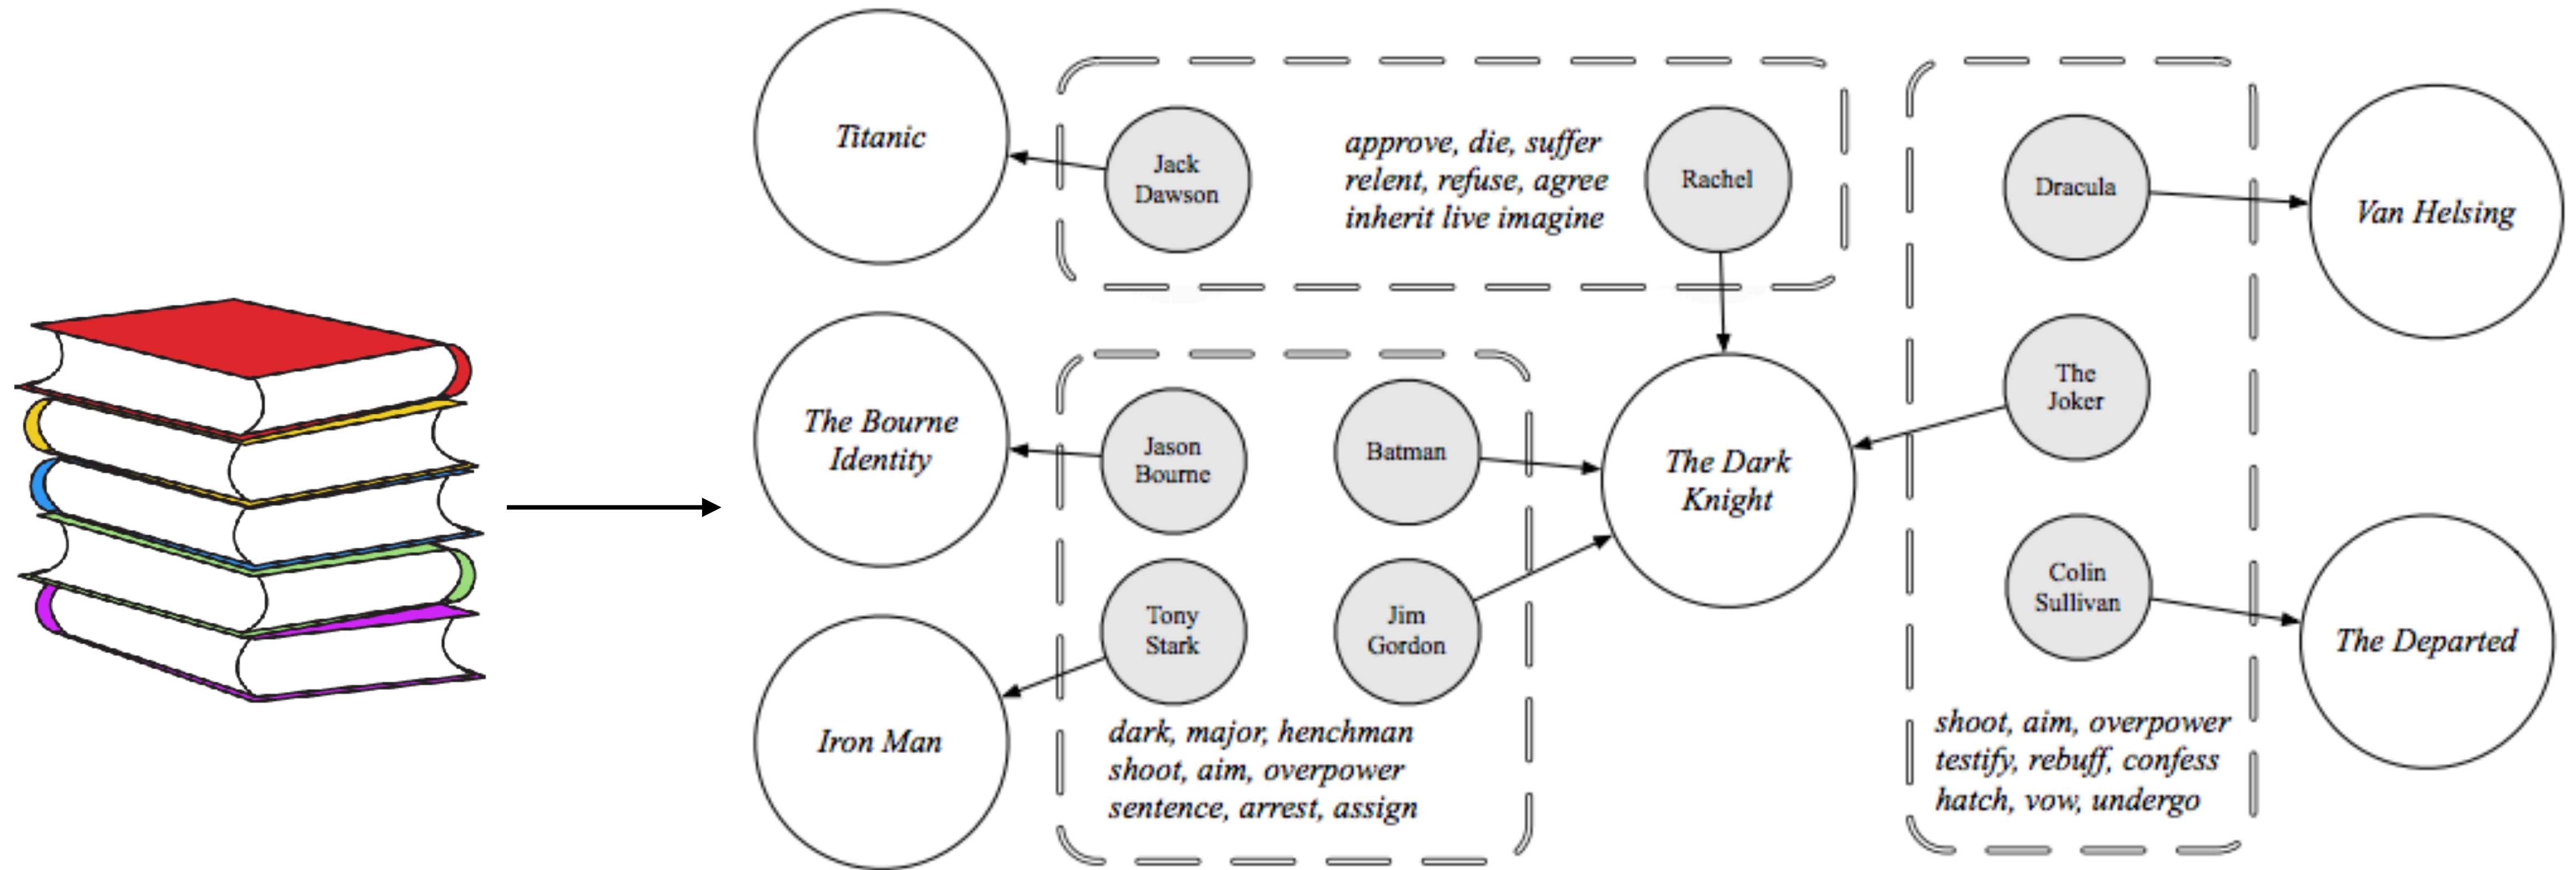 Titanic
Jack
Dawson
approve, die, suffer
relent, refuse, agree
inherit live imagine
Rachel
Dracula
Van Helsing
The Bourne
Identity
Jason
Bourne
Batman
The Dark
Knight
The
Joker
Iron Man
Tony
Stark
Jim
Gordon
dark, major, henchman
shoot, aim, overpower
sentence, arrest, assign
Colin
Sullivan
The Departed
shoot, aim, overpower
testify, rebuff, confess
hatch, vow, undergo